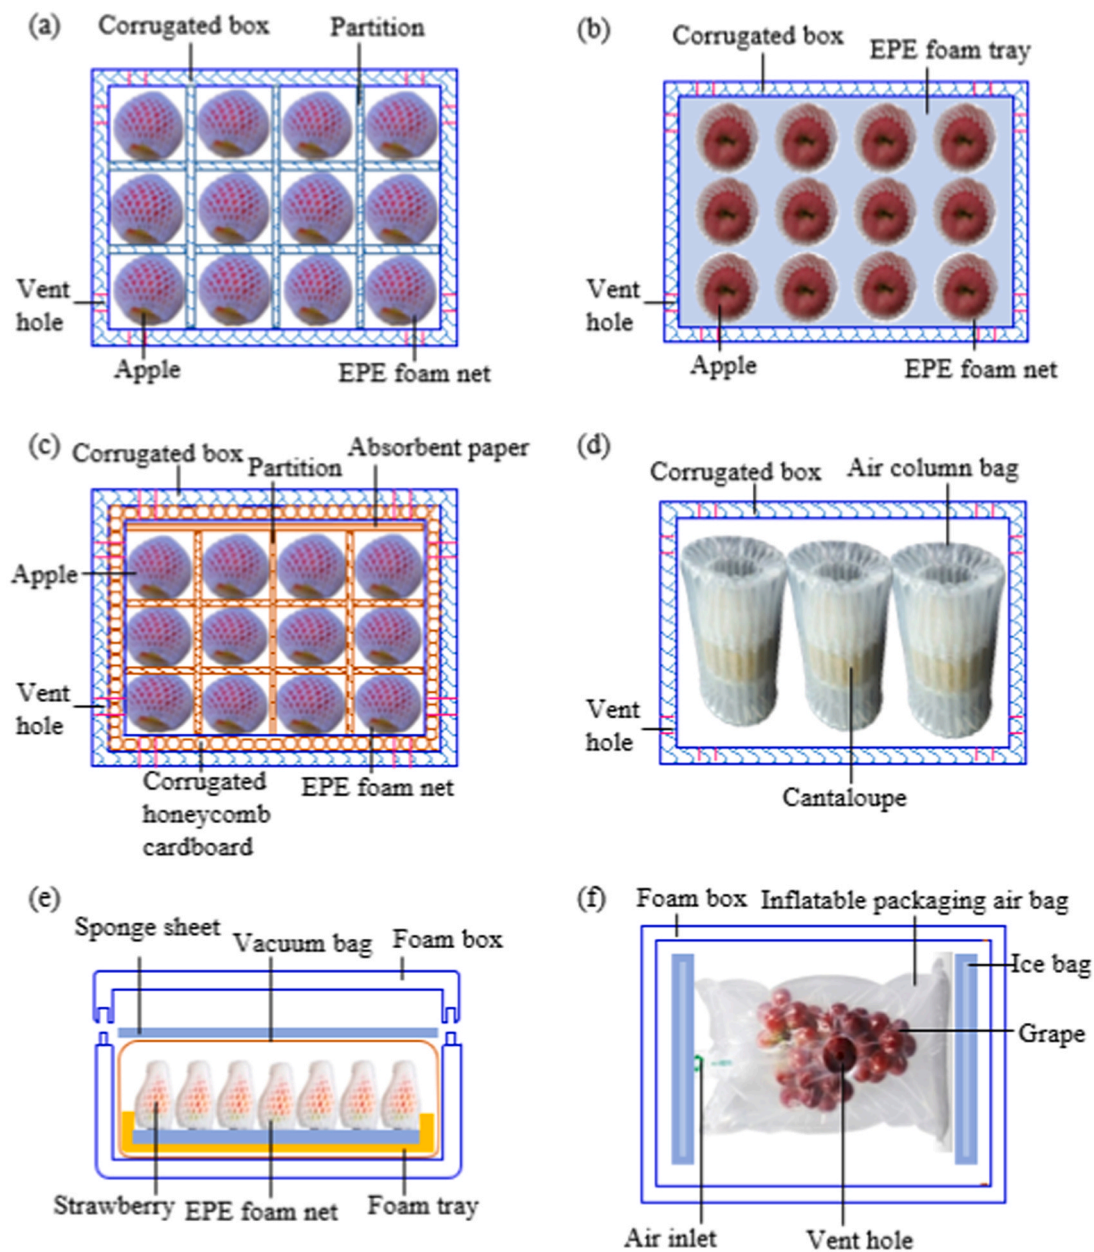 (a)
Corrugated box
Partition
Vent
hole
Apple
EPE foam net
(b)
Corrugated box
EPE foam tray
Vent
hole
Apple
EPE foam net
(c)
Corrugated box
Partition
Absorbent paper
Apple
Vent
hole
Corrugated
honeycomb
cardboard
EPE foam net
(d)
Corrugated box
Air column bag
Vent
hole
Cantaloupe
(e)
Sponge sheet
Vacuum bag
Foam box
Strawberry
EPE foam net
Foam tray
(f)
Foam box
Inflatable packaging air bag
Ice bag
Grape
Air inlet
Vent hole